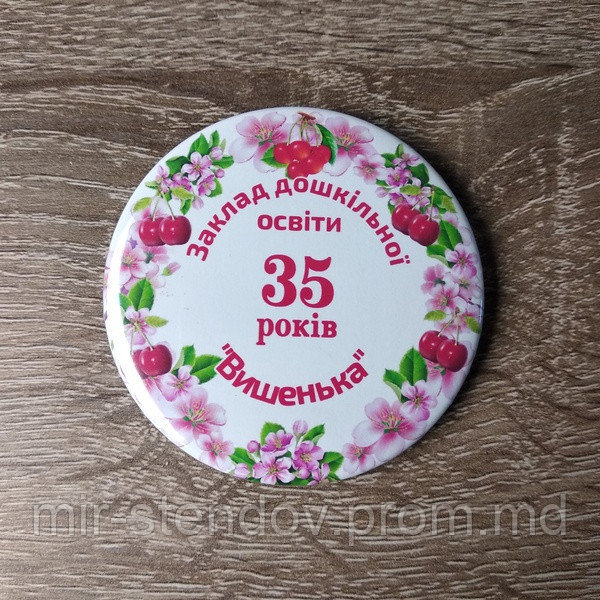 Заклад дошкільної
освіти
35
років
"Вишенька"
mir-stendov-prom.md